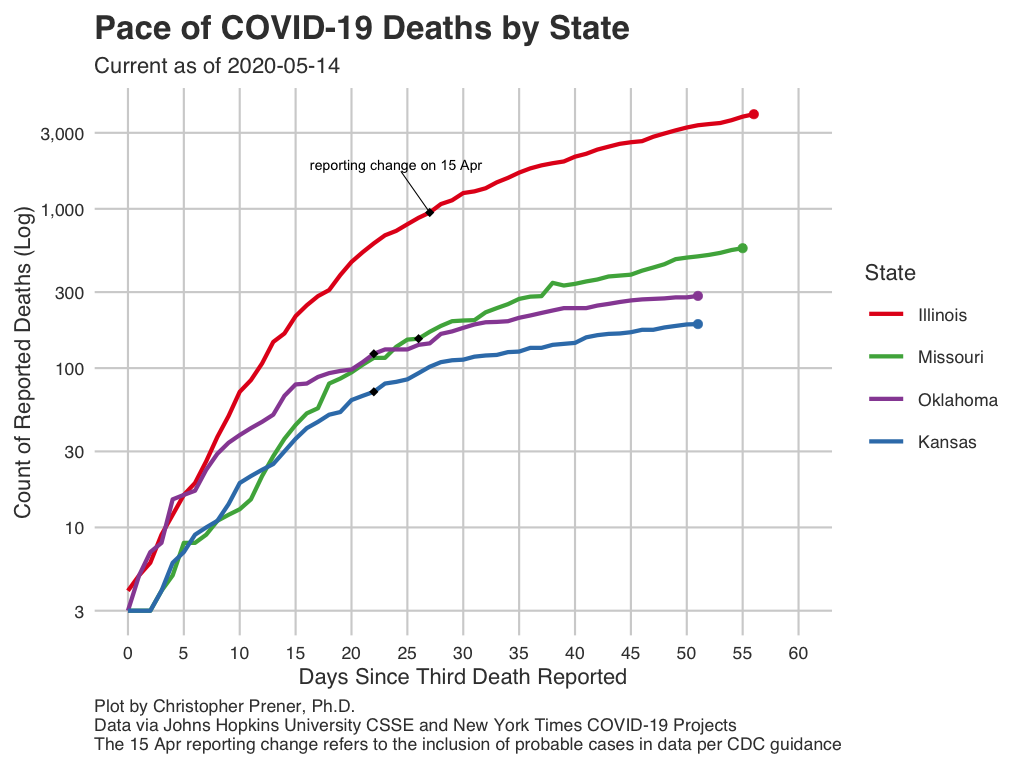 Pace of COVID-19 Deaths by State
Current as of 2020-05-14
Count of Reported Deaths (Log)
3,000
1,000
300
100
30
10
3
reporting change on 15 Apr
0 5 10 15 20 25 30 35 40 45 50 55 60
Days Since Third Death Reported
State
Illinois
Missouri
Oklahoma
Kansas
Plot by Christopher Prener, Ph.D.
Data via Johns Hopkins University CSSE and New York Times COVID-19 Projects
The 15 Apr reporting change refers to the inclusion of probable cases in data per CDC guidance